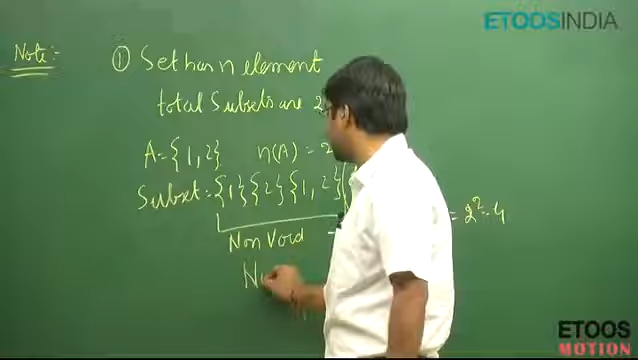 ETOOSINDIA
Note:-
① Set has n element
total Subsets are 2
A = {1, 2} n(A) = 2
Subset:- {1} {2} {1, 2}
Non Void = 2² = 4
ETOOS
MOTION